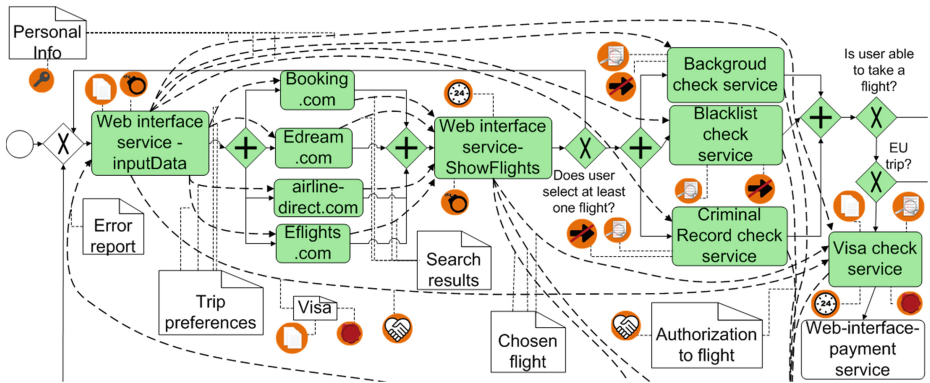 Personal
Info
Web interface
service -
inputData
Booking
.com
Edream
.com
airline-
direct.com
Eflights
.com
24
Web interface
service-
ShowFlights
X
X
Does user
select at least
one flight?
Backgroud
check service
Blacklist
check
service
Criminal
Record check
service
Is user able
to take a
flight?
X
EU
trip?
X
Visa check
service
24
Web-interface-
payment
service
Error
report
Trip
preferences
Visa
Search
results
Chosen
flight
Authorization
to flight